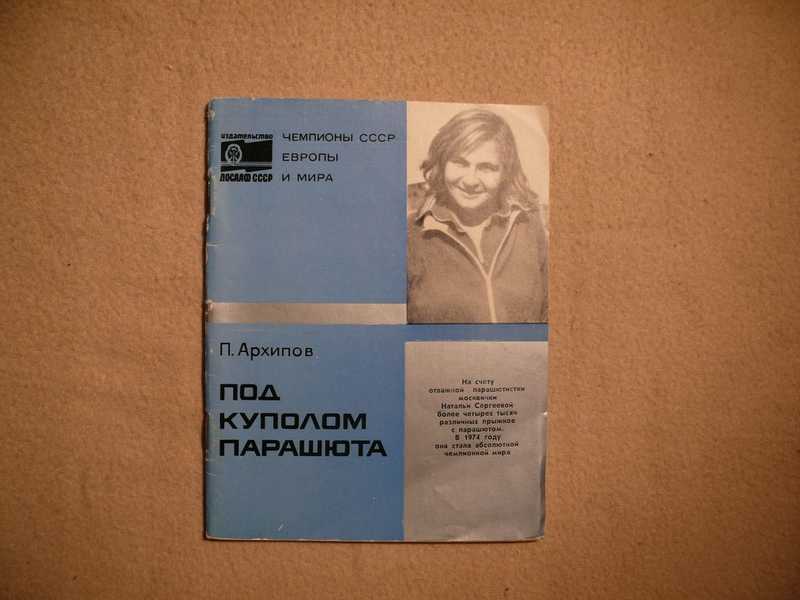 издательство
ДОСААФ СССР
ЧЕМПИОНЫ СССР
ЕВРОПЫ
И МИРА
П. Архипов
ПОД
КУПОЛОМ
ПАРАШЮТА
На счету
отважной парашютистки
москвички
Натальи Сергеевой
более четырех тысяч
различных прыжков
с парашютом.
В 1974 году
она стала абсолютной
чемпионкой мира